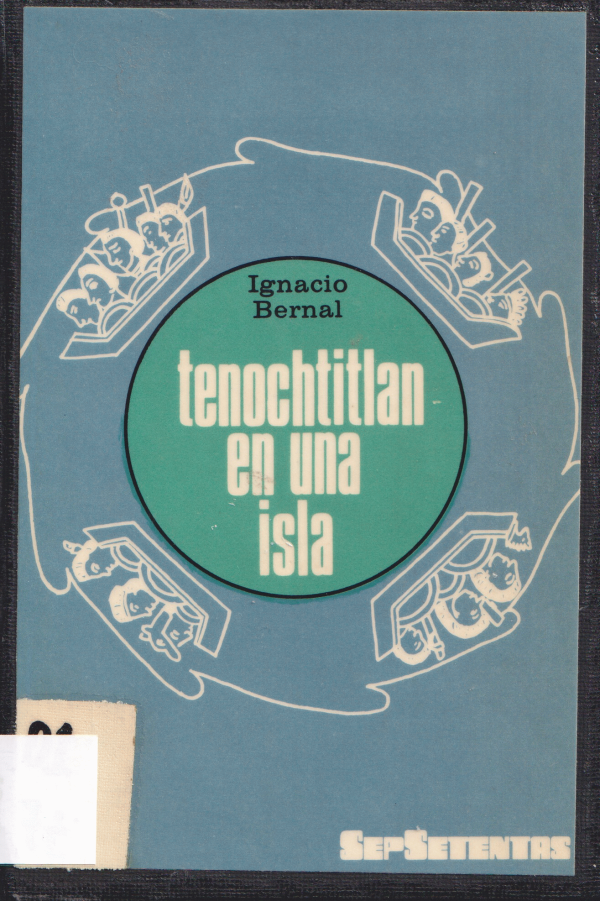 Ignacio
Bernal
tenochtitlan
en una
isla
SEPSETENTAS